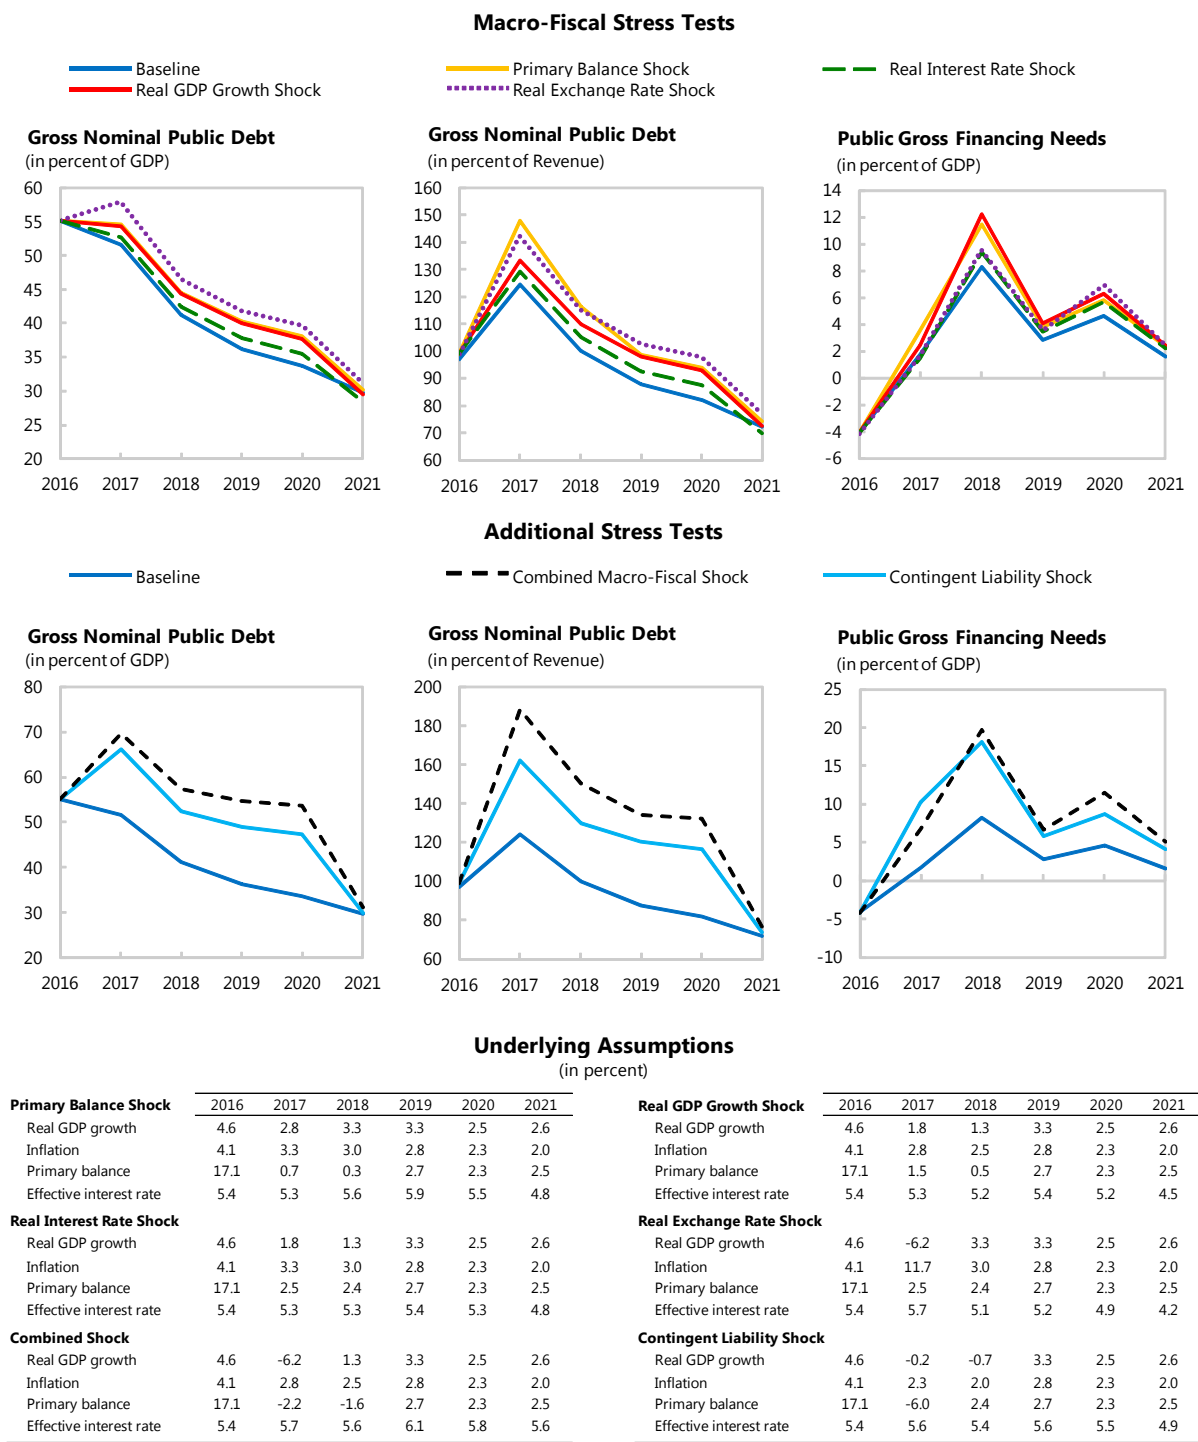 Macro-Fiscal Stress Tests
Baseline Primary Balance Shock Real Interest Rate Shock
Real GDP Growth Shock Real Exchange Rate Shock
Gross Nominal Public Debt
(in percent of GDP)
60
55
50
45
40
35
30
25
20
2016 2017 2018 2019 2020 2021
Gross Nominal Public Debt
(in percent of Revenue)
160
150
140
130
120
110
100
90
80
70
60
2016 2017 2018 2019 2020 2021
Public Gross Financing Needs
(in percent of GDP)
14
12
10
8
6
4
2
0
-2
-4
-6
2016 2017 2018 2019 2020 2021
Additional Stress Tests
Baseline Combined Macro-Fiscal Shock Contingent Liability Shock
Gross Nominal Public Debt
(in percent of GDP)
80
70
60
50
40
30
20
2016 2017 2018 2019 2020 2021
Gross Nominal Public Debt
(in percent of Revenue)
200
180
160
140
120
100
80
60
2016 2017 2018 2019 2020 2021
Public Gross Financing Needs
(in percent of GDP)
25
20
15
10
5
0
-5
-10
2016 2017 2018 2019 2020 2021
Underlying Assumptions
(in percent)
Primary Balance Shock 2016 2017 2018 2019 2020 2021
Real GDP growth 4.6 2.8 3.3 3.3 2.5 2.6
Inflation 4.1 3.3 3.0 2.8 2.3 2.0
Primary balance 17.1 0.7 0.3 2.7 2.3 2.5
Effective interest rate 5.4 5.3 5.6 5.9 5.5 4.8
Real Interest Rate Shock
Real GDP growth 4.6 1.8 1.3 3.3 2.5 2.6
Inflation 4.1 3.3 3.0 2.8 2.3 2.0
Primary balance 17.1 2.5 2.4 2.7 2.3 2.5
Effective interest rate 5.4 5.3 5.3 5.4 5.3 4.8
Combined Shock
Real GDP growth 4.6 -6.2 1.3 3.3 2.5 2.6
Inflation 4.1 2.8 2.5 2.8 2.3 2.0
Primary balance 17.1 -2.2 -1.6 2.7 2.3 2.5
Effective interest rate 5.4 5.7 5.6 6.1 5.8 5.6
Real GDP Growth Shock 2016 2017 2018 2019 2020 2021
Real GDP growth 4.6 1.8 1.3 3.3 2.5 2.6
Inflation 4.1 2.8 2.5 2.8 2.3 2.0
Primary balance 17.1 1.5 0.5 2.7 2.3 2.5
Effective interest rate 5.4 5.3 5.2 5.4 5.2 4.5
Real Exchange Rate Shock
Real GDP growth 4.6 -6.2 3.3 3.3 2.5 2.6
Inflation 4.1 11.7 3.0 2.8 2.3 2.0
Primary balance 17.1 2.5 2.4 2.7 2.3 2.5
Effective interest rate 5.4 5.7 5.1 5.2 4.9 4.2
Contingent Liability Shock
Real GDP growth 4.6 -0.2 -0.7 3.3 2.5 2.6
Inflation 4.1 2.3 2.0 2.8 2.3 2.0
Primary balance 17.1 -6.0 2.4 2.7 2.3 2.5
Effective interest rate 5.4 5.6 5.4 5.6 5.5 4.9